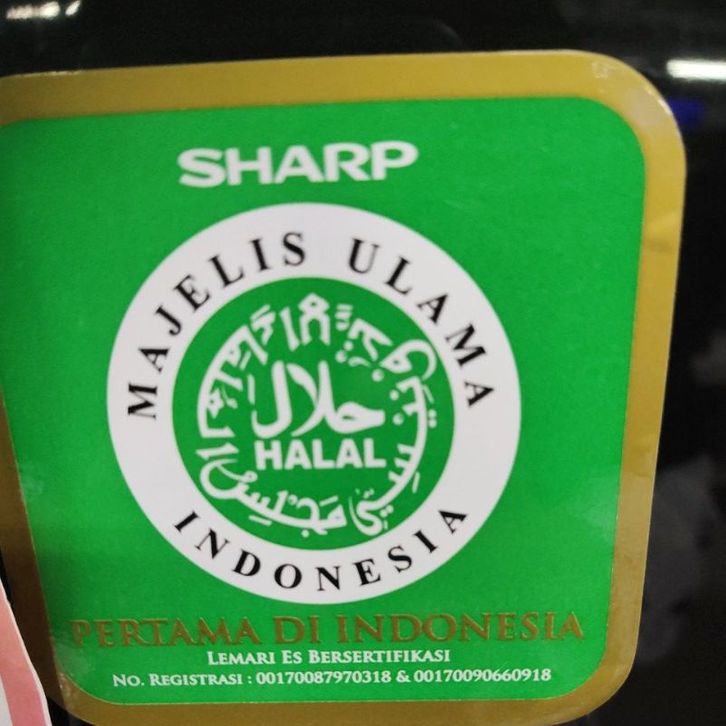 SHARP
MAJELIS ULAMA
حلال
HALAL
INDONESIA
PERTAMA DI INDONESIA
LEMARI ES BERSERTIFIKASI
NO. REGISTRASI : 00170087970318 & 00170090660918